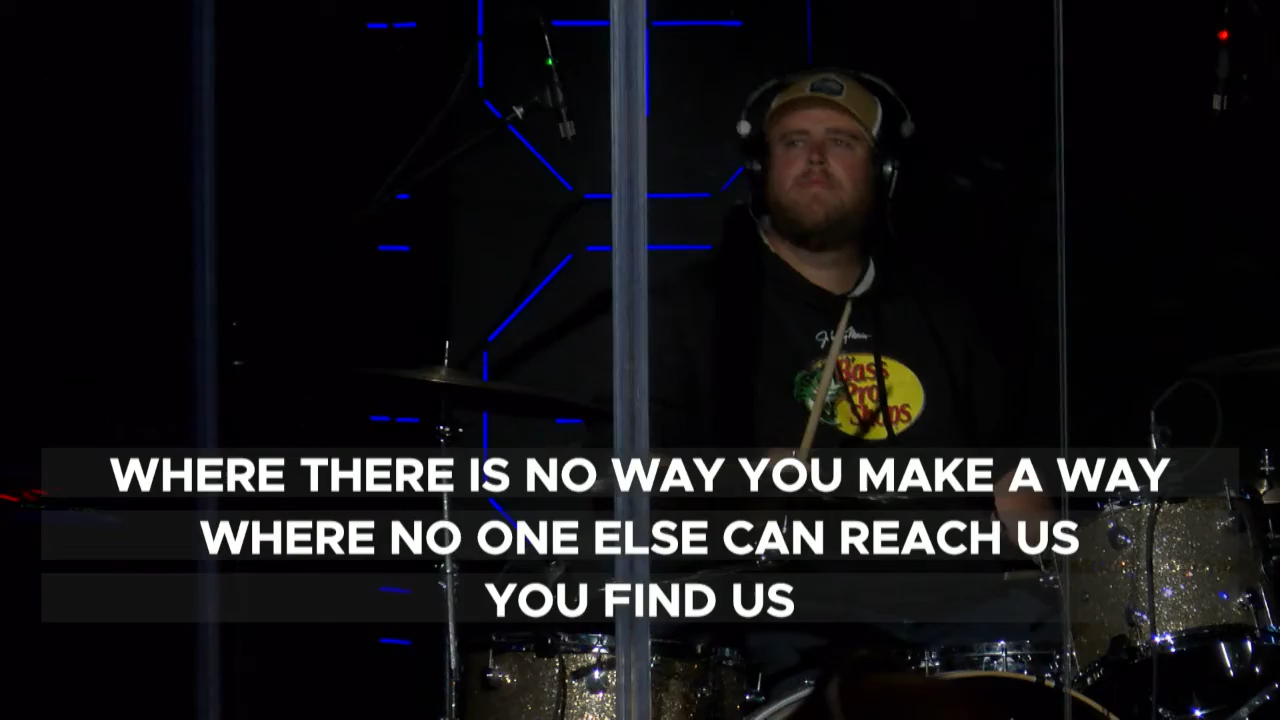 Bass
Pro
Shops
WHERE THERE IS NO WAY YOU MAKE A WAY
WHERE NO ONE ELSE CAN REACH US
YOU FIND US